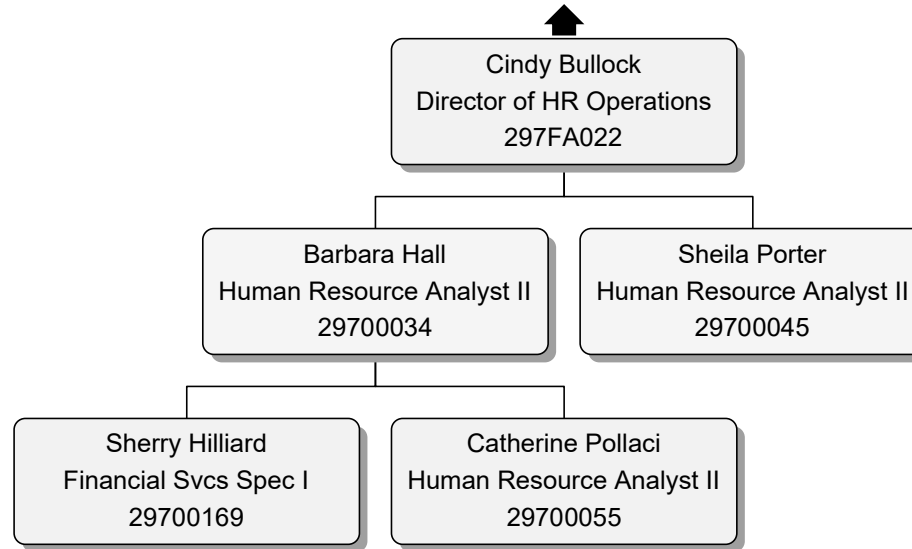 Cindy Bullock
Director of HR Operations
297FA022
Barbara Hall
Human Resource Analyst II
29700034
Sheila Porter
Human Resource Analyst II
29700045
Sherry Hilliard
Financial Svcs Spec I
29700169
Catherine Pollaci
Human Resource Analyst II
29700055